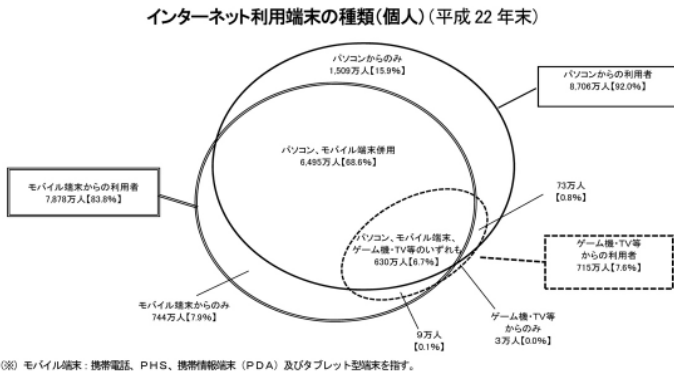 インターネット利用端末の種類(個人)(平成22年末)
パソコンからのみ
1,509万人【15.9%】
パソコンからの利用者
8,706万人【92.0%】
パソコン、モバイル端末併用
6,495万人【68.6%】
モバイル端末からの利用者
7,878万人【83.8%】
73万人
【0.8%】
パソコン、モバイル端末、
ゲーム機・TV等のいずれも
630万人【6.7%】
ゲーム機・TV等
からの利用者
715万人【7.6%】
モバイル端末からのみ
744万人【7.9%】
ゲーム機・TV等
からのみ
3万人【0.0%】
9万人
【0.1%】
(※) モバイル端末:携帯電話、PHS、携帯情報端末(PDA)及びタブレット型端末を指す。